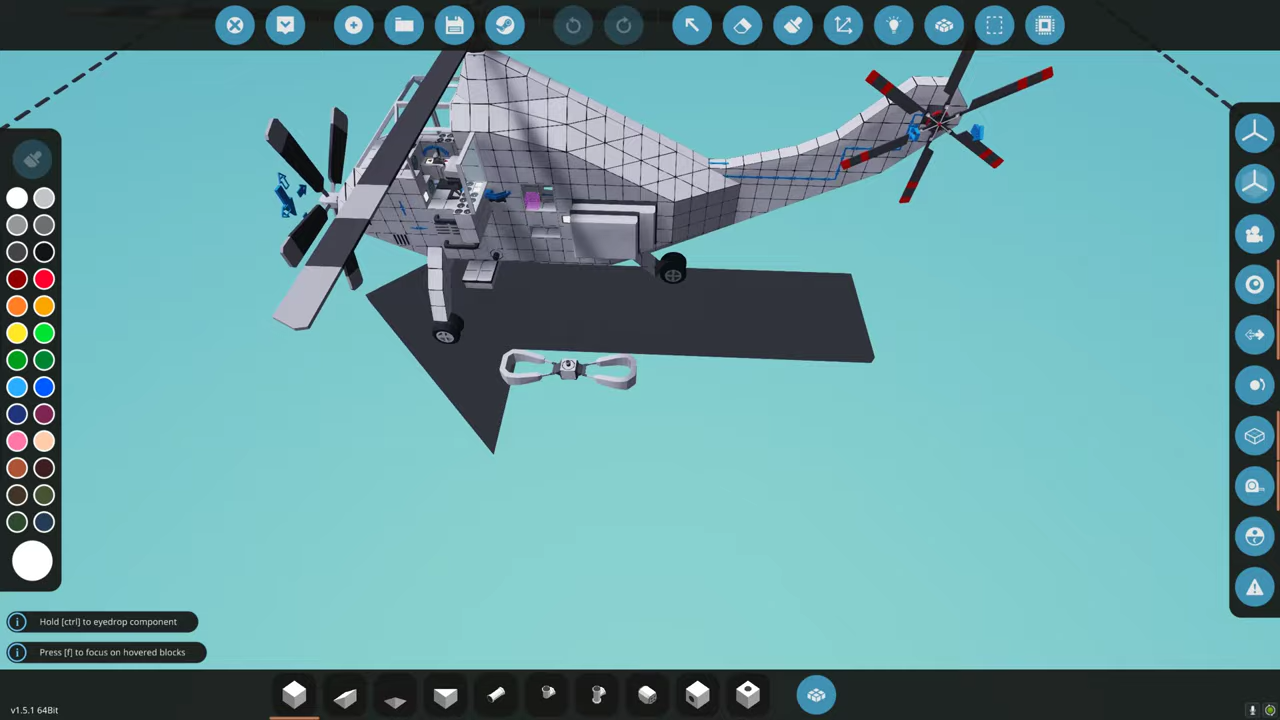 Hold [ctrl] to eyedrop component
Press [f] to focus on hovered blocks
v1.5.1 64Bit